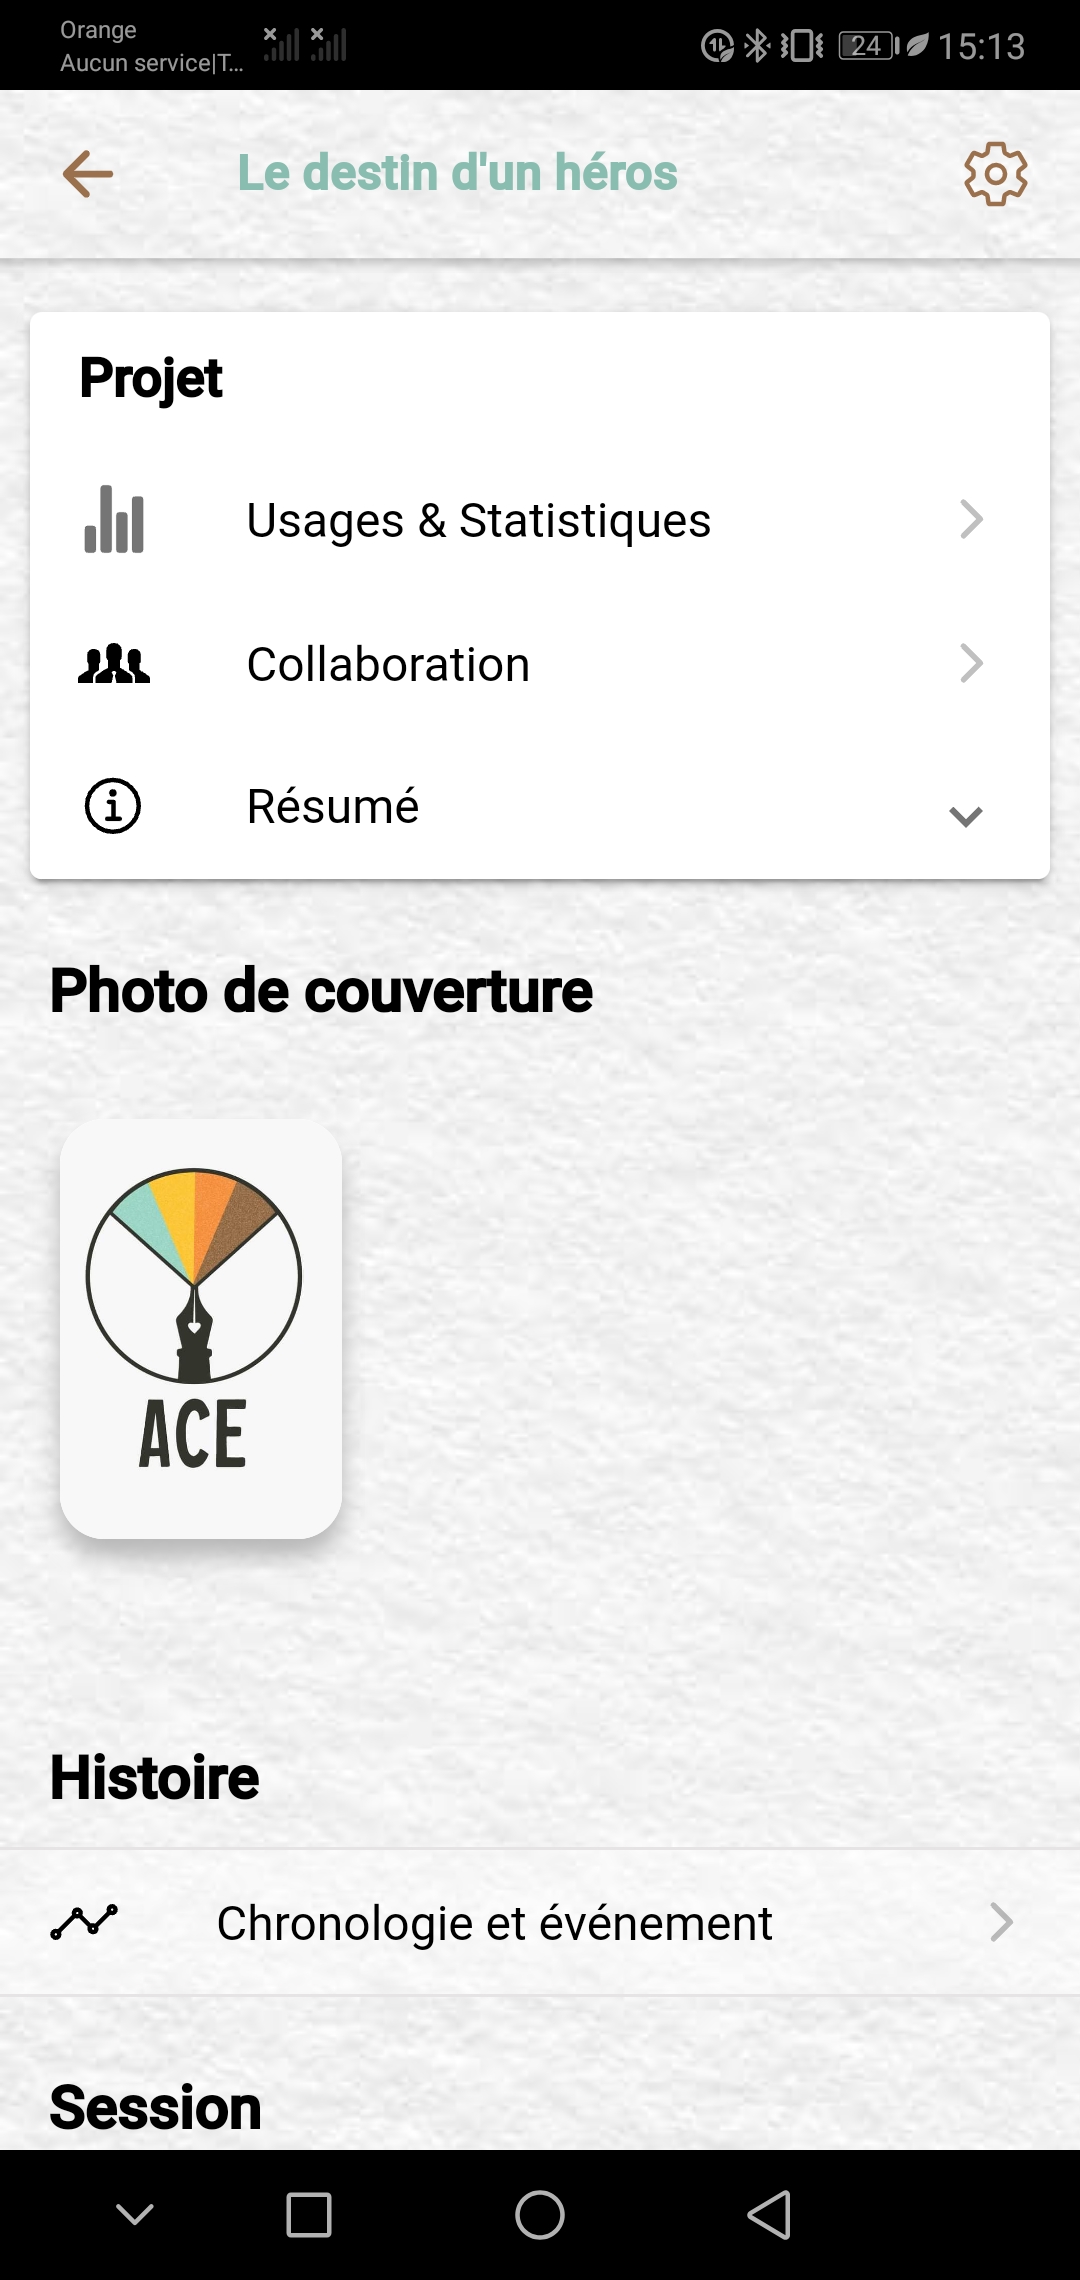 Orange
Aucun service|T...
24
15:13
Le destin d'un héros
Projet
Usages & Statistiques
Collaboration
Résumé
Photo de couverture
ACE
Histoire
Chronologie et événement
Session